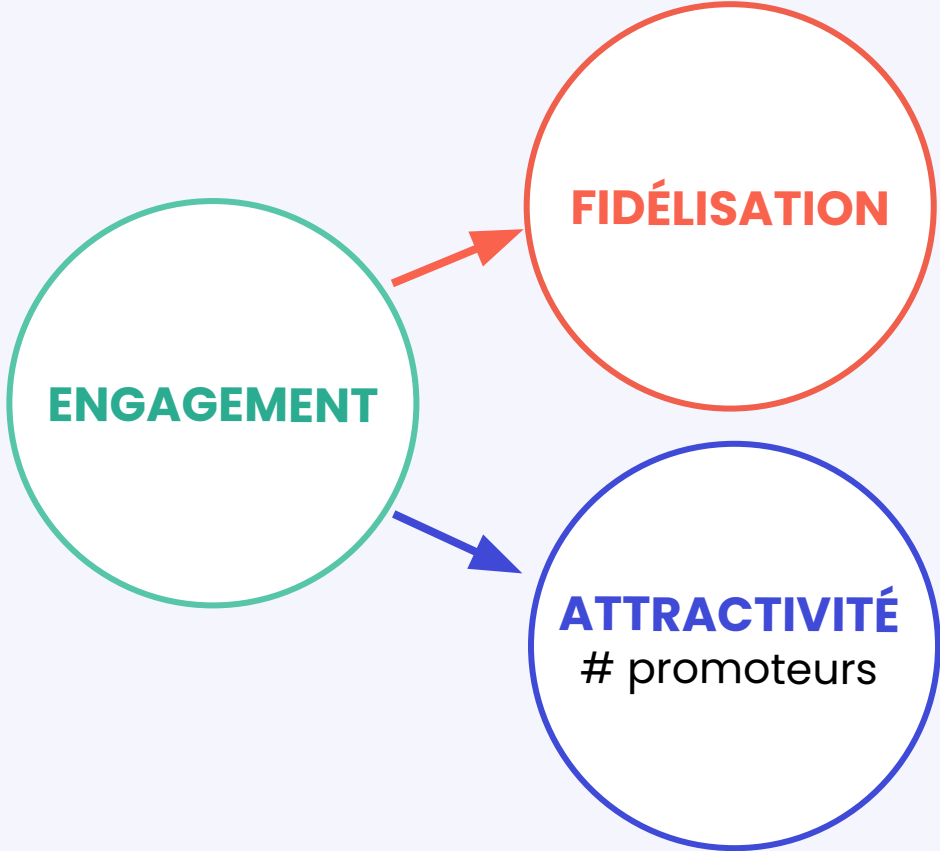 ENGAGEMENT
FIDÉLISATION
ATTRACTIVITÉ
# promoteurs